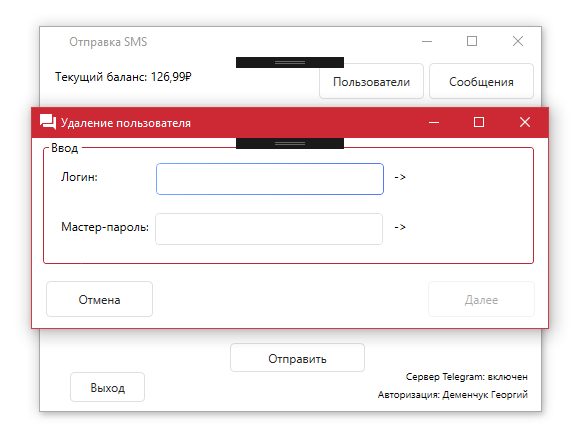 Отправка SMS
Текущий баланс: 126,99₽
Пользователи
Сообщения
Удаление пользователя
Ввод
Логин:
->
Мастер-пароль:
->
Отмена
Далее
Отправить
Сервер Telegram: включен
Выход
Авторизация: Деменчук Георгий